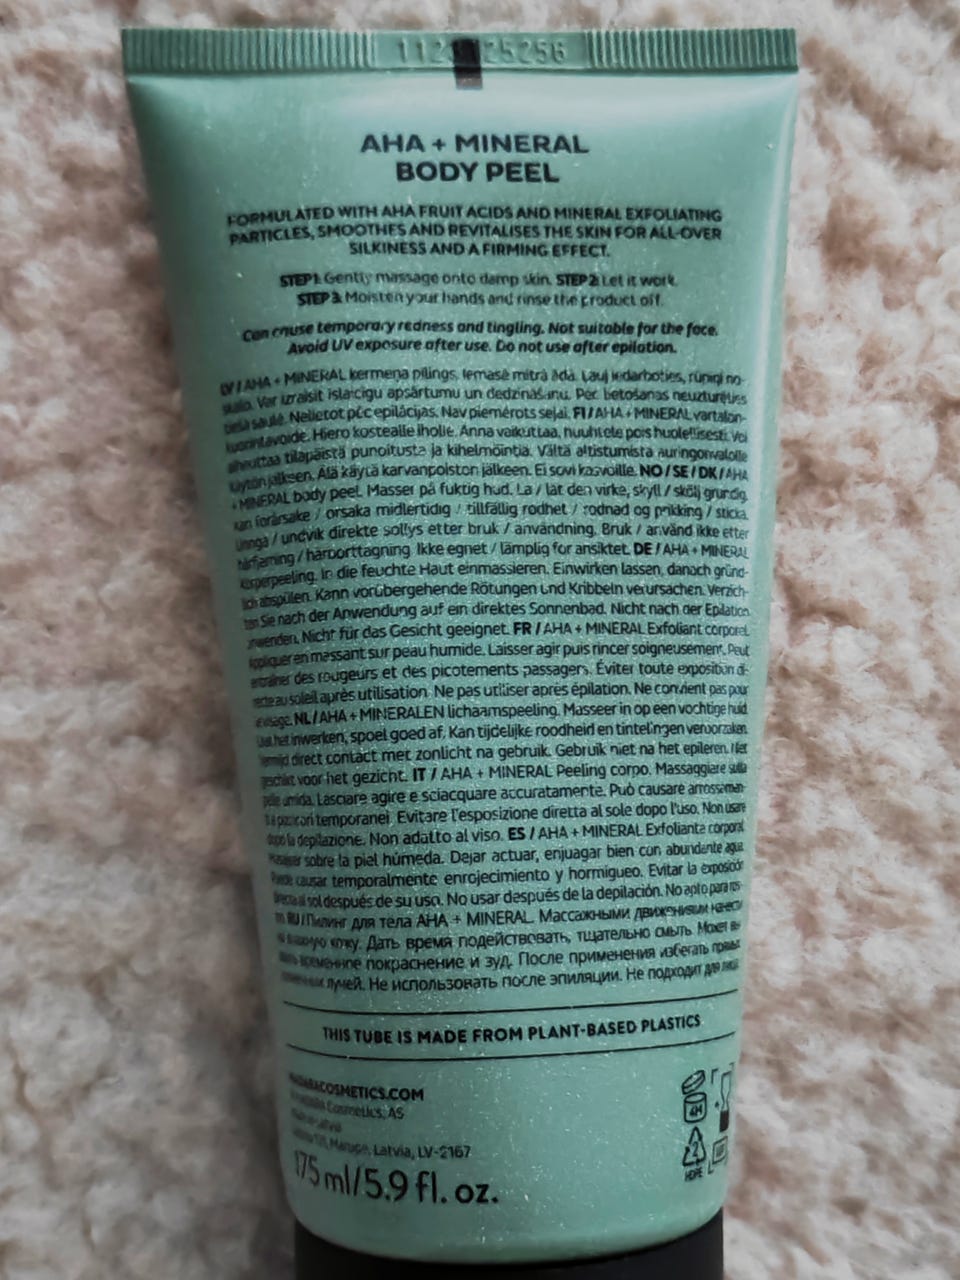 25256
AHA + MINERAL
BODY PEEL
FORMULATED WITH AHA FRUIT ACIDS AND MINERAL EXFOLIATING
PARTICLES, SMOOTHES AND REVITALISES THE SKIN FOR ALL-OVER
SILKINESS AND A FIRMING EFFECT.
STEP 1: Gently massage onto damp skin. STEP 2: Let it work.
STEP 3: Moisten your hands and rinse the product off.
Can cause temporary redness and tingling. Not suitable for the face.
Avoid UV exposure after use. Do not use after epilation.
LV / AHA + MINERAL ķermeņa pīlings. Iemasē mitrā ādā. Ļauj iedarboties, rūpīgi no-
skalo. Var izraisīt īslaicīgu apsārtumu un dedzināšanu. Pēc lietošanas neuzturēties
tiešā saulē. Nelietot pēc epilācijas. Nav piemērots sejai. FI / AHA + MINERAL vartalon-
kuorintavoide. Hiero kostealle iholle. Anna vaikuttaa, huuhtele pois huolellisesti. Voi
aiheuttaa tilapäistä punoitusta ja kihelmöintiä. Vältä altistumista auringonvalolle
käytön jälkeen. Älä käytä karvanpoiston jälkeen. Ei sovi kasvoille. NO / SE / DK / AHA
+ MINERAL body peel. Masser på fuktig hud. La / låt den virke, skyll / skölj grundig.
Kan forårsake / orsaka midlertidig / tillfällig rodhet / rodnad og prikking / sticka.
Unngå / undvik direkte sollys etter bruk / användning. Bruk / använd ikke etter
hårfjerning / hårborttagning. Ikke egnet / lämplig for ansiktet. DE / AHA + MINERAL
Körperpeeling. In die feuchte Haut einmassieren. Einwirken lassen, danach gründ-
lich abspülen. Kann vorübergehende Rötungen und Kribbeln verursachen. Verzich-
ten Sie nach der Anwendung auf ein direktes Sonnenbad. Nicht nach der Epilation
anwenden. Nicht für das Gesicht geeignet. FR / AHA + MINERAL Exfoliant corporel.
Appliquer en massant sur peau humide. Laisser agir puis rincer soigneusement. Peut
entraîner des rougeurs et des picotements passagers. Éviter toute exposition di-
recte au soleil après utilisation. Ne pas utiliser après épilation. Ne convient pas pour
le visage. NL / AHA + MINERALEN lichaamspeeling. Masseer in op een vochtige huid.
Laat het inwerken, spoel goed af. Kan tijdelijke roodheid en tintelingen veroorzaken.
Vermijd direct contact met zonlicht na gebruik. Gebruik niet na het epileren. Niet
geschikt voor het gezicht. IT / AHA + MINERAL Peeling corpo. Massaggiare sulla
pelle umida. Lasciare agire e sciacquare accuratamente. Può causare arrossamen-
ti e pizzicori temporanei. Evitare l'esposizione diretta al sole dopo l'uso. Non usare
dopo la depilazione. Non adatto al viso. ES / AHA + MINERAL Exfoliante corporal.
Masajear sobre la piel húmeda. Dejar actuar, enjuagar bien con abundante agua.
Puede causar temporalmente enrojecimiento y hormigueo. Evitar la exposición
directa al sol después de su uso. No usar después de la depilación. No apto para ros-
tro. RU / Пилинг для тела AHA + MINERAL. Массажными движениями нанести
на влажную кожу. Дать время подействовать, тщательно смыть. Может вы-
звать временное покраснение и зуд. После применения избегать прямых
солнечных лучей. Не использовать после эпиляции. Не подходит для лица.
THIS TUBE IS MADE FROM PLANT-BASED PLASTICS
MADARACOSMETICS.COM
MADARA Cosmetics, AS
Made in Latvia
Marupe, Latvia, LV-2167
175 ml/5.9 fl. oz.
4M
2
HDPE